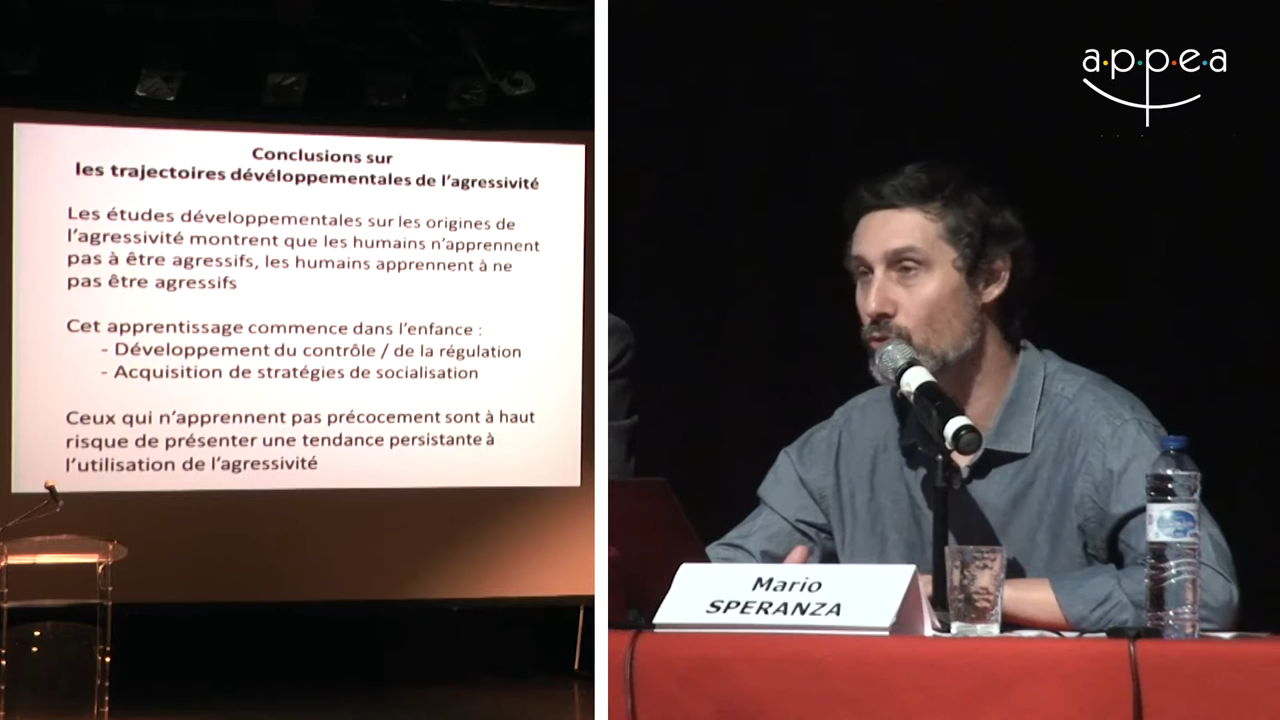 Conclusions sur
les trajectoires dévéloppementales de l'agressivité
Les études développementales sur les origines de
l'agressivité montrent que les humains n'apprennent
pas à être agressifs, les humains apprennent à ne
pas être agressifs
Cet apprentissage commence dans l'enfance :
- Développement du contrôle / de la régulation
- Acquisition de stratégies de socialisation
Ceux qui n'apprennent pas précocement sont à haut
risque de présenter une tendance persistante à
l'utilisation de l'agressivité
a.p.p.e.a
Mario
SPERANZA